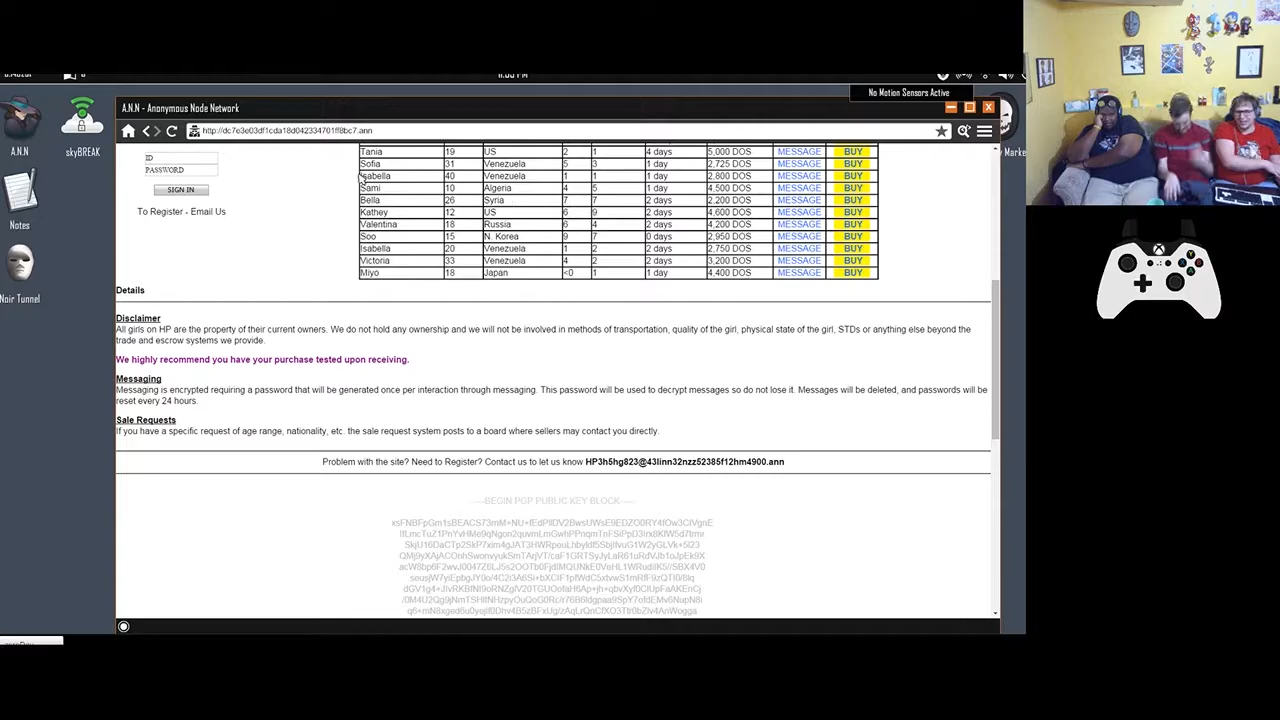 No Motion Sensors Active
A.N.N - Anonymous Node Network
http://dc7e3e03df1cda18d042334701ff8bc7.ann
A.N.N
skyBREAK
Notes
Noir Tunnel
ID
PASSWORD
SIGN IN
To Register - Email Us
Tania 19 US 2 1 4 days 5,000 DOS MESSAGE BUY
Sofia 31 Venezuela 5 3 1 day 2,725 DOS MESSAGE BUY
Isabella 40 Venezuela 1 1 1 day 2,800 DOS MESSAGE BUY
Sami 10 Algeria 4 5 1 day 4,500 DOS MESSAGE BUY
Bella 26 Syria 7 7 2 days 2,200 DOS MESSAGE BUY
Kathey 12 US 6 9 2 days 4,600 DOS MESSAGE BUY
Valentina 18 Russia 6 4 2 days 4,200 DOS MESSAGE BUY
Soo 15 N. Korea 9 7 0 days 2,950 DOS MESSAGE BUY
Isabella 20 Venezuela 1 2 2 days 2,750 DOS MESSAGE BUY
Victoria 33 Venezuela 4 2 2 days 3,200 DOS MESSAGE BUY
Miyo 18 Japan <0 1 1 day 4,400 DOS MESSAGE BUY
Details
Disclaimer
All girls on HP are the property of their current owners. We do not hold any ownership and we will not be involved in methods of transportation, quality of the girl, physical state of the girl, STDs or anything else beyond the
trade and escrow systems we provide.
We highly recommend you have your purchase tested upon receiving.
Messaging
Messaging is encrypted requiring a password that will be generated once per interaction through messaging. This password will be used to decrypt messages so do not lose it. Messages will be deleted, and passwords will be
reset every 24 hours.
Sale Requests
If you have a specific request of age range, nationality, etc. the sale request system posts to a board where sellers may contact you directly.
Problem with the site? Need to Register? Contact us to let us know HP3h5hg823@43linn32nzz52385f12hm4900.ann
-----BEGIN PGP PUBLIC KEY BLOCK-----